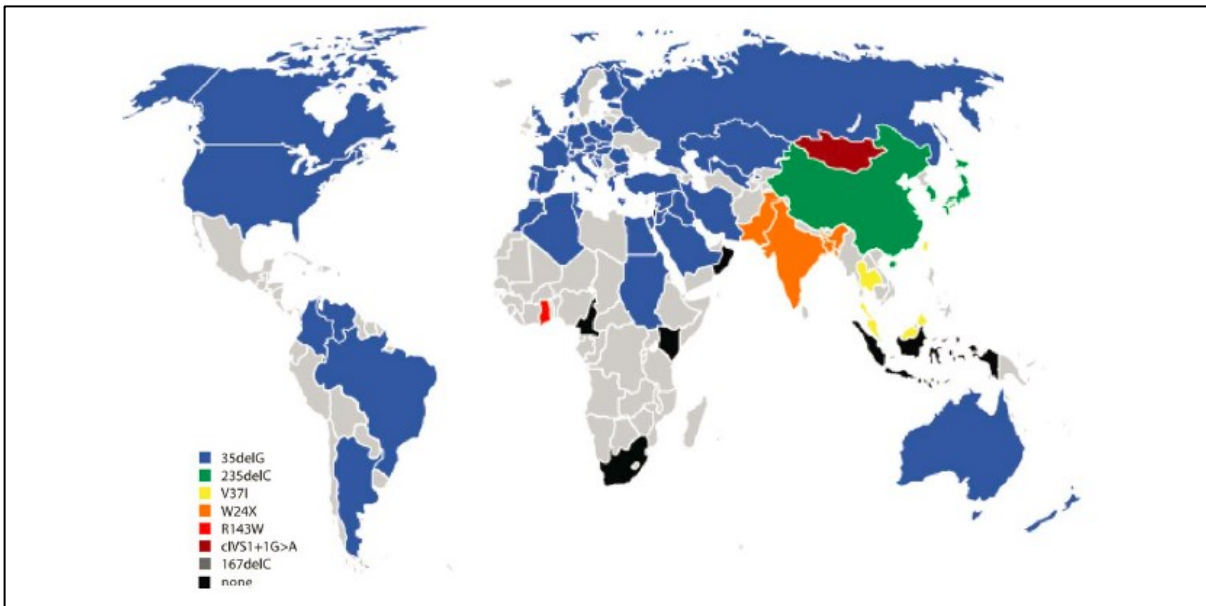 35delG
235delC
V37I
W24X
R143W
cIVS1+1G>A
167delC
none